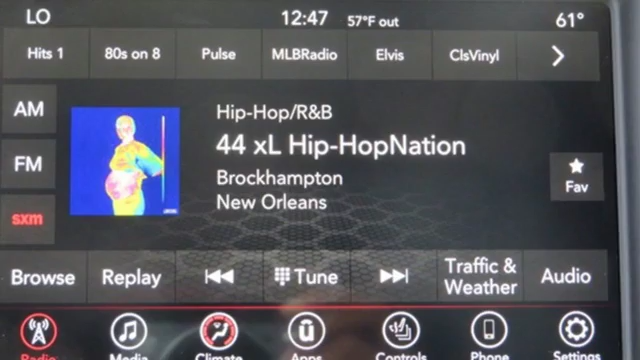 LO 12:47 57°F out 61°
Hits 1 80s on 8 Pulse MLBRadio Elvis ClsVinyl
AM
FM
sxm
Hip-Hop/R&B
44 xL Hip-HopNation
Brockhampton
New Orleans
Fav
Browse Replay Tune Traffic & Weather Audio
Radio Media Climate Apps Controls Phone Settings